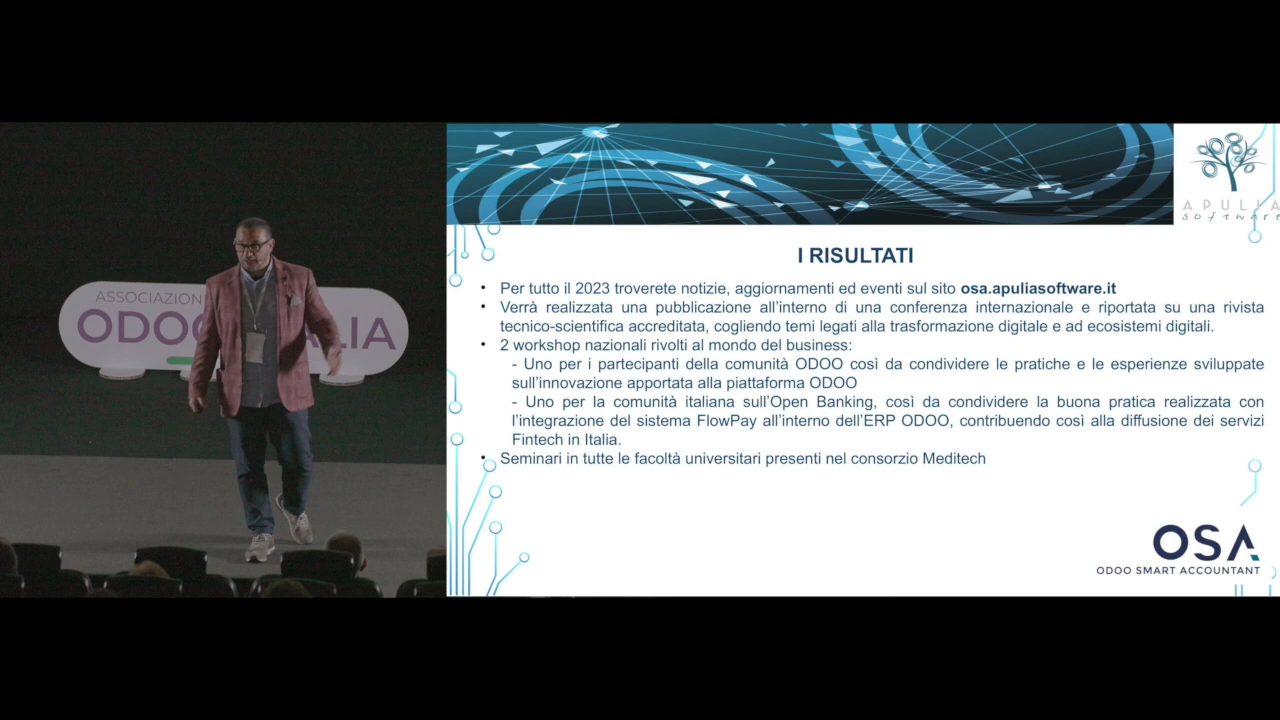 ASSOCIAZION
ODOO ITALIA
APULIA
software
I RISULTATI
• Per tutto il 2023 troverete notizie, aggiornamenti ed eventi sul sito osa.apuliasoftware.it
• Verrà realizzata una pubblicazione all’interno di una conferenza internazionale e riportata su una rivista
tecnico-scientifica accreditata, cogliendo temi legati alla trasformazione digitale e ad ecosistemi digitali.
• 2 workshop nazionali rivolti al mondo del business:
- Uno per i partecipanti della comunità ODOO così da condividere le pratiche e le esperienze sviluppate
sull’innovazione apportata alla piattaforma ODOO
- Uno per la comunità italiana sull’Open Banking, così da condividere la buona pratica realizzata con
l’integrazione del sistema FlowPay all’interno dell’ERP ODOO, contribuendo così alla diffusione dei servizi
Fintech in Italia.
• Seminari in tutte le facoltà universitari presenti nel consorzio Meditech
OSA
ODOO SMART ACCOUNTANT